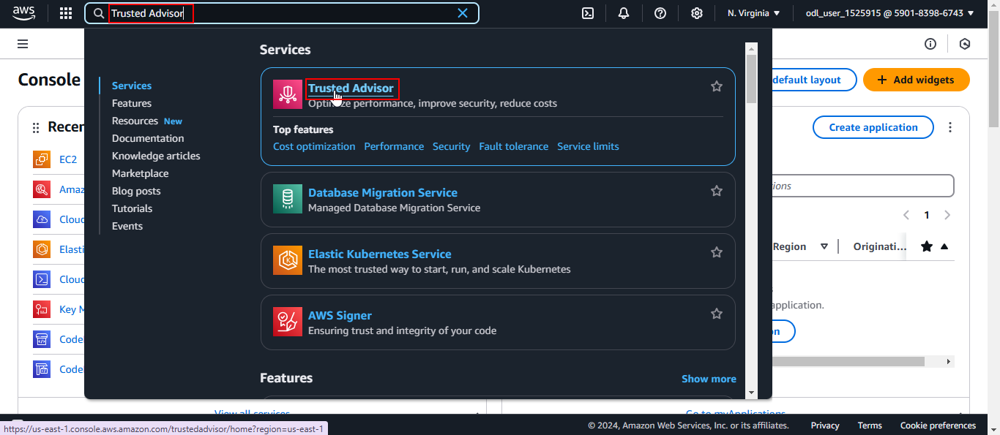 aws
Trusted Advisor
N. Virginia
odl_user_1525915 @ 5901-8398-6743
Console
default layout
Add widgets
Services
Features
Resources New
Documentation
Knowledge articles
Marketplace
Blog posts
Tutorials
Events
Services
Trusted Advisor
Optimize performance, improve security, reduce costs
Top features
Cost optimization Performance Security Fault tolerance Service limits
Database Migration Service
Managed Database Migration Service
Elastic Kubernetes Service
The most trusted way to start, run, and scale Kubernetes
AWS Signer
Ensuring trust and integrity of your code
Features
Show more
Recen
EC2
Amaz
Cloud
Elasti
Cloud
Key M
Code
Code
View all services
Create application
ions
1
Region
Originati...
application.
on
Go to myApplications
https://us-east-1.console.aws.amazon.com/trustedadvisor/home?region=us-east-1
© 2024, Amazon Web Services, Inc. or its affiliates.
Privacy
Terms
Cookie preferences